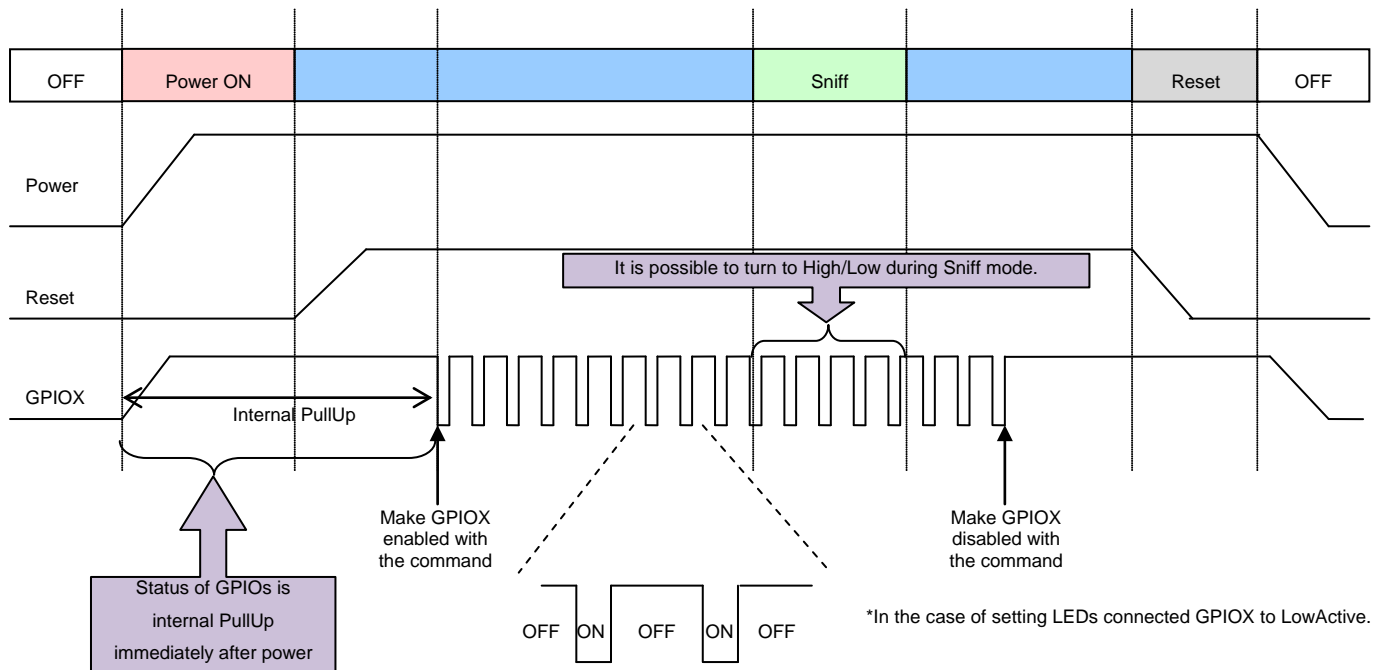 OFF Power ON Sniff Reset OFF
Power
Reset
It is possible to turn to High/Low during Sniff mode.
GPIOX
Internal PullUp
Make GPIOX
enabled with
the command
Make GPIOX
disabled with
the command
Status of GPIOs is
internal PullUp
immediately after power
OFF ON OFF ON OFF
*In the case of setting LEDs connected GPIOX to LowActive.